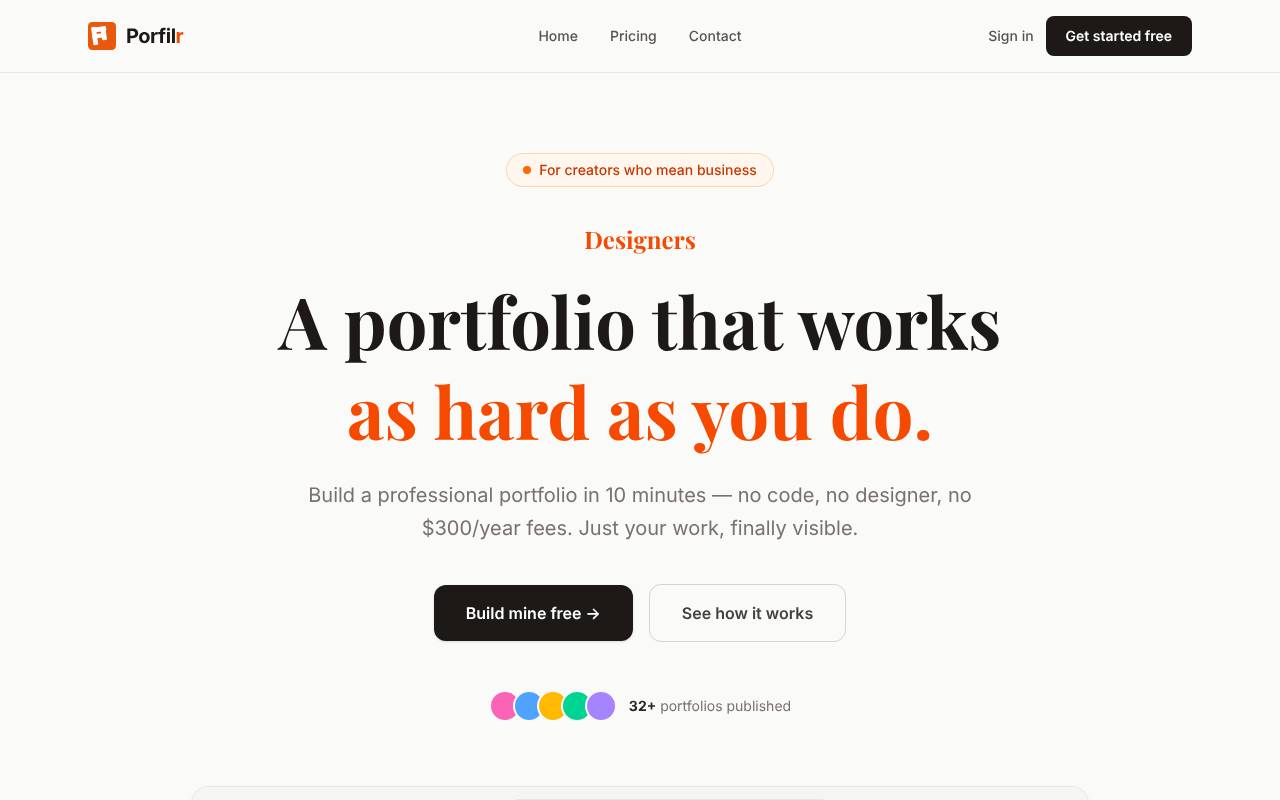 Porfilr
Home
Pricing
Contact
Sign in
Get started free
For creators who mean business
Designers
A portfolio that works
as hard as you do.
Build a professional portfolio in 10 minutes — no code, no designer, no
$300/year fees. Just your work, finally visible.
Build mine free →
See how it works
32+ portfolios published